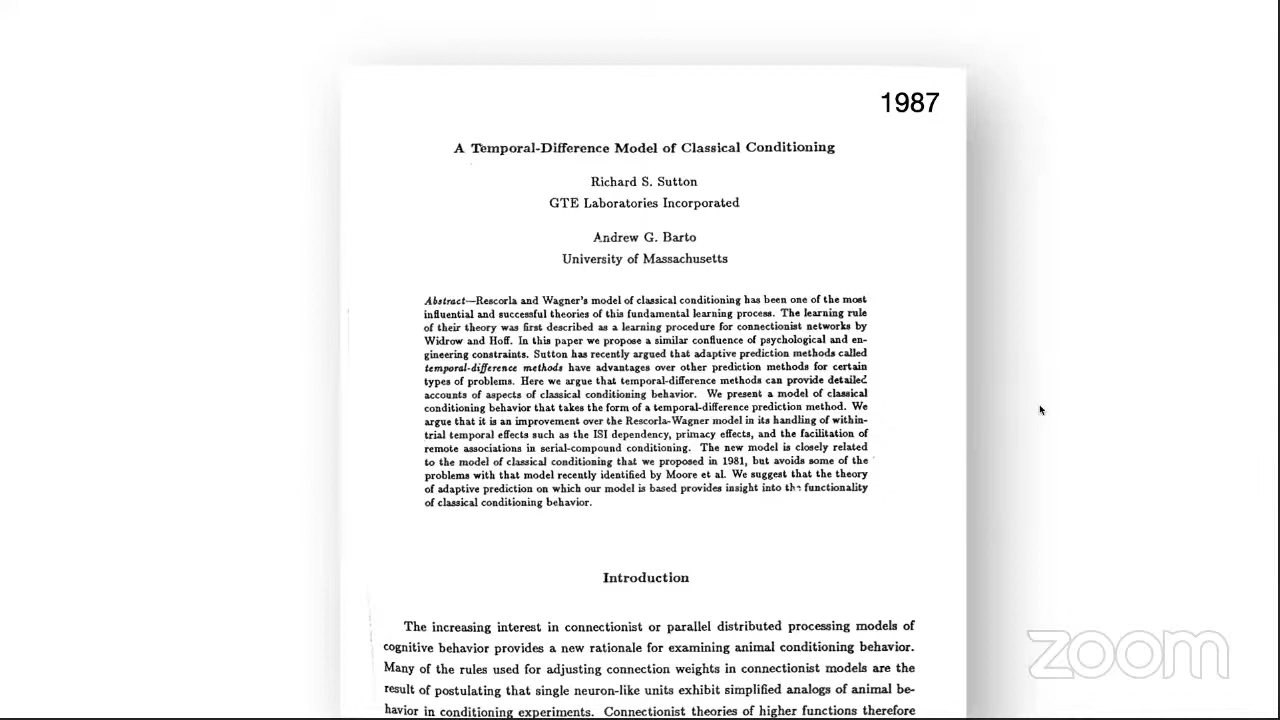 1987
A Temporal-Difference Model of Classical Conditioning
Richard S. Sutton
GTE Laboratories Incorporated
Andrew G. Barto
University of Massachusetts
Abstract—Rescorla and Wagner's model of classical conditioning has been one of the most
influential and successful theories of this fundamental learning process. The learning rule
of their theory was first described as a learning procedure for connectionist networks by
Widrow and Hoff. In this paper we propose a similar confluence of psychological and en-
gineering constraints. Sutton has recently argued that adaptive prediction methods called
temporal-difference methods have advantages over other prediction methods for certain
types of problems. Here we argue that temporal-difference methods can provide detailed
accounts of aspects of classical conditioning behavior. We present a model of classical
conditioning behavior that takes the form of a temporal-difference prediction method. We
argue that it is an improvement over the Rescorla-Wagner model in its handling of within-
trial temporal effects such as the ISI dependency, primacy effects, and the facilitation of
remote associations in serial-compound conditioning. The new model is closely related
to the model of classical conditioning that we proposed in 1981, but avoids some of the
problems with that model recently identified by Moore et al. We suggest that the theory
of adaptive prediction on which our model is based provides insight into the functionality
of classical conditioning behavior.
Introduction
The increasing interest in connectionist or parallel distributed processing models of
cognitive behavior provides a new rationale for examining animal conditioning behavior.
Many of the rules used for adjusting connection weights in connectionist models are the
result of postulating that single neuron-like units exhibit simplified analogs of animal be-
havior in conditioning experiments. Connectionist theories of higher functions therefore
zoom